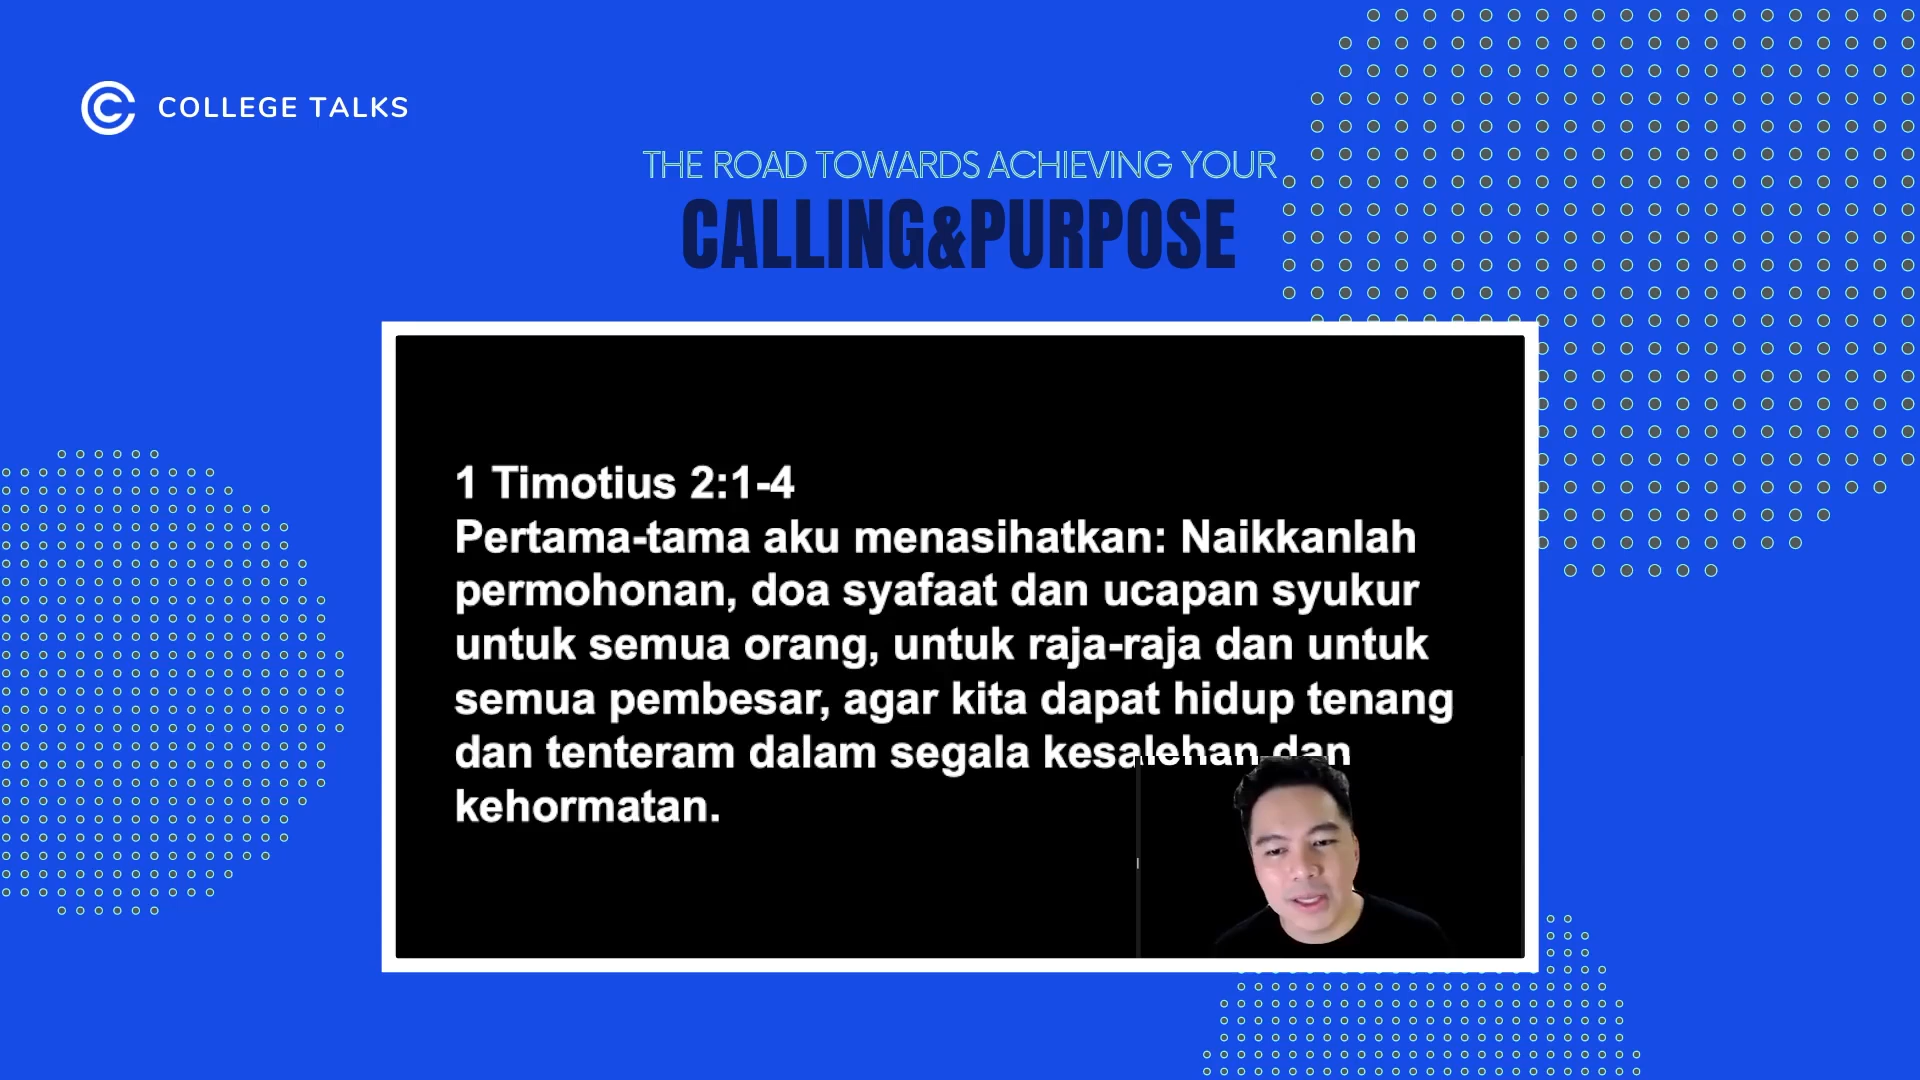 COLLEGE TALKS
THE ROAD TOWARDS ACHIEVING YOUR
CALLING&PURPOSE
1 Timotius 2:1-4
Pertama-tama aku menasihatkan: Naikkanlah
permohonan, doa syafaat dan ucapan syukur
untuk semua orang, untuk raja-raja dan untuk
semua pembesar, agar kita dapat hidup tenang
dan tenteram dalam segala kesalehan dan
kehormatan.